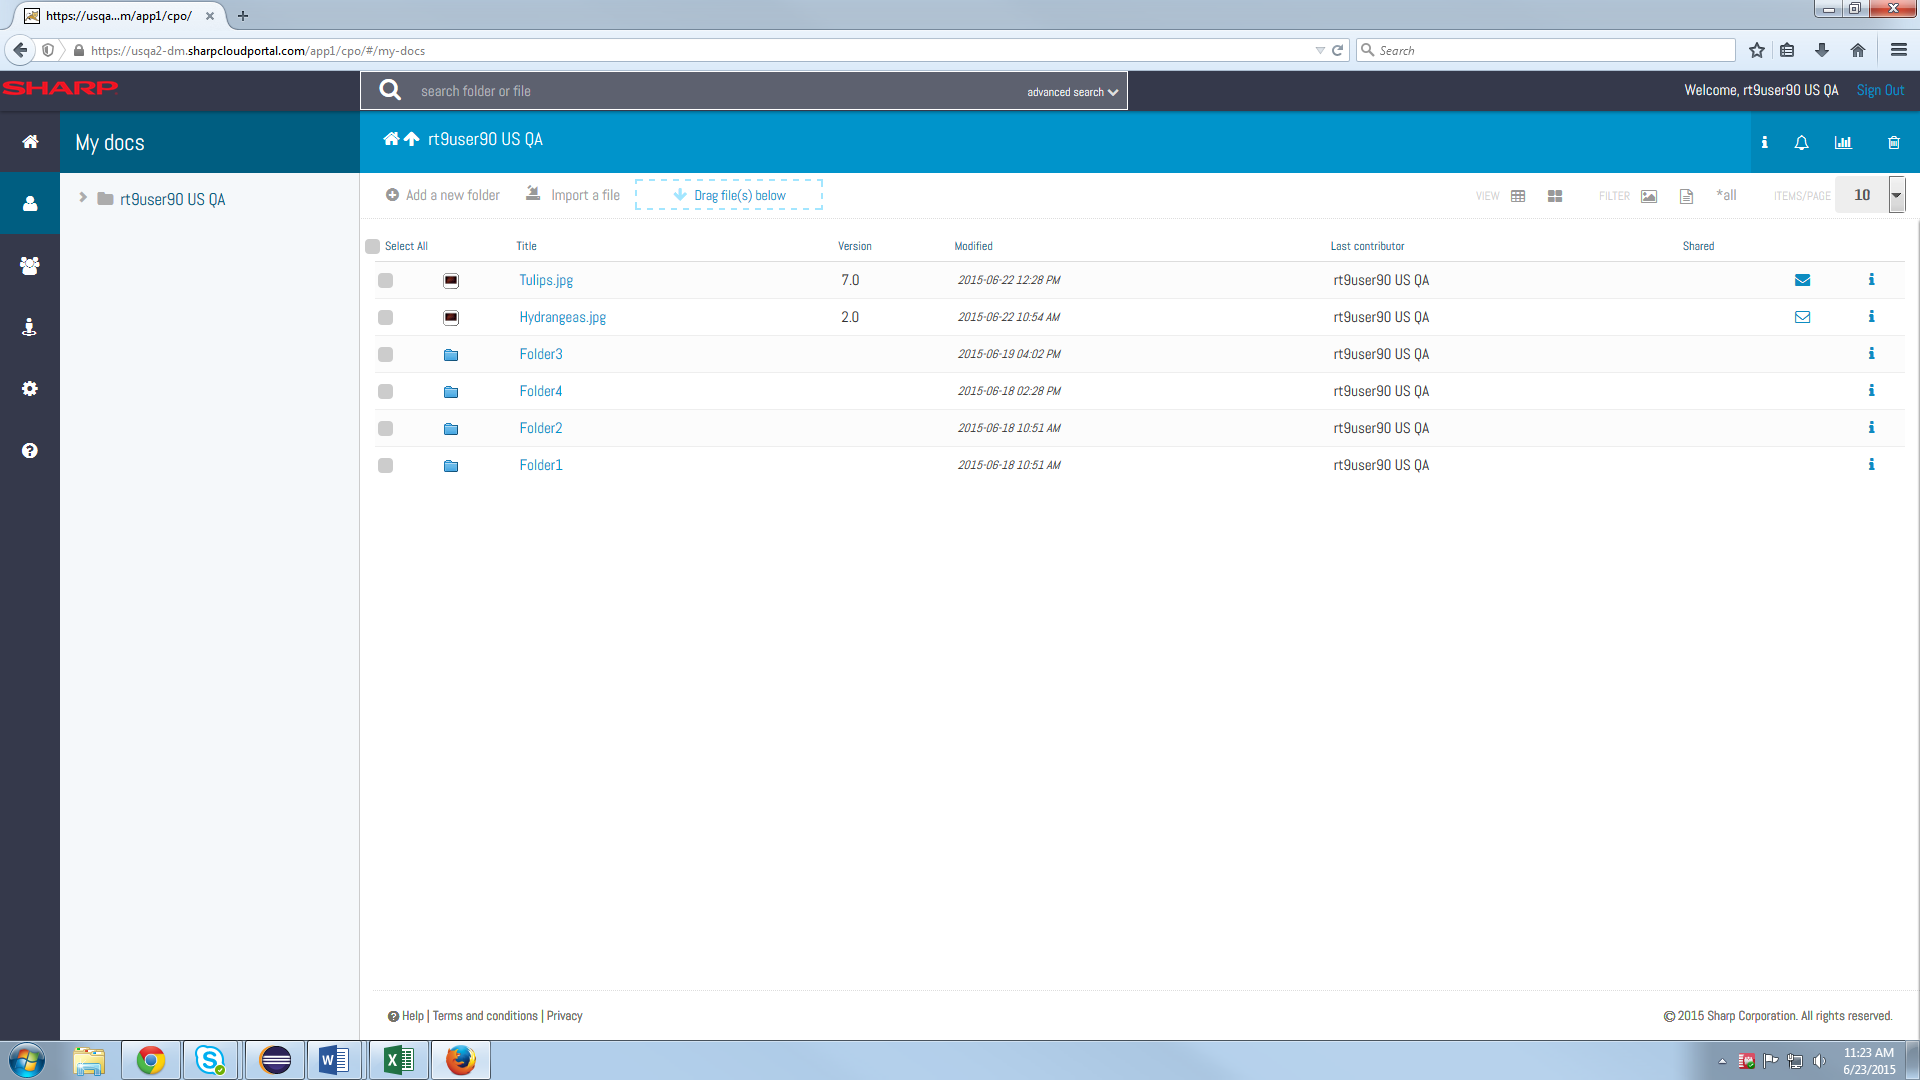 https://usqa...m/app1/cpo/
https://usqa2-dm.sharpcloudportal.com/app1/cpo/#/my-docs
Search
SHARP
search folder or file
advanced search
Welcome, rt9user90 US QA
Sign Out
My docs
rt9user90 US QA
rt9user90 US QA
Add a new folder
Import a file
Drag file(s) below
VIEW
FILTER
*all
ITEMS/PAGE
10
Select All Title Version Modified Last contributor Shared
Tulips.jpg 7.0 2015-06-22 12:28 PM rt9user90 US QA
Hydrangeas.jpg 2.0 2015-06-22 10:54 AM rt9user90 US QA
Folder3 2015-06-19 04:02 PM rt9user90 US QA
Folder4 2015-06-18 02:28 PM rt9user90 US QA
Folder2 2015-06-18 10:51 AM rt9user90 US QA
Folder1 2015-06-18 10:51 AM rt9user90 US QA
Help | Terms and conditions | Privacy
© 2015 Sharp Corporation. All rights reserved.
11:23 AM
6/23/2015